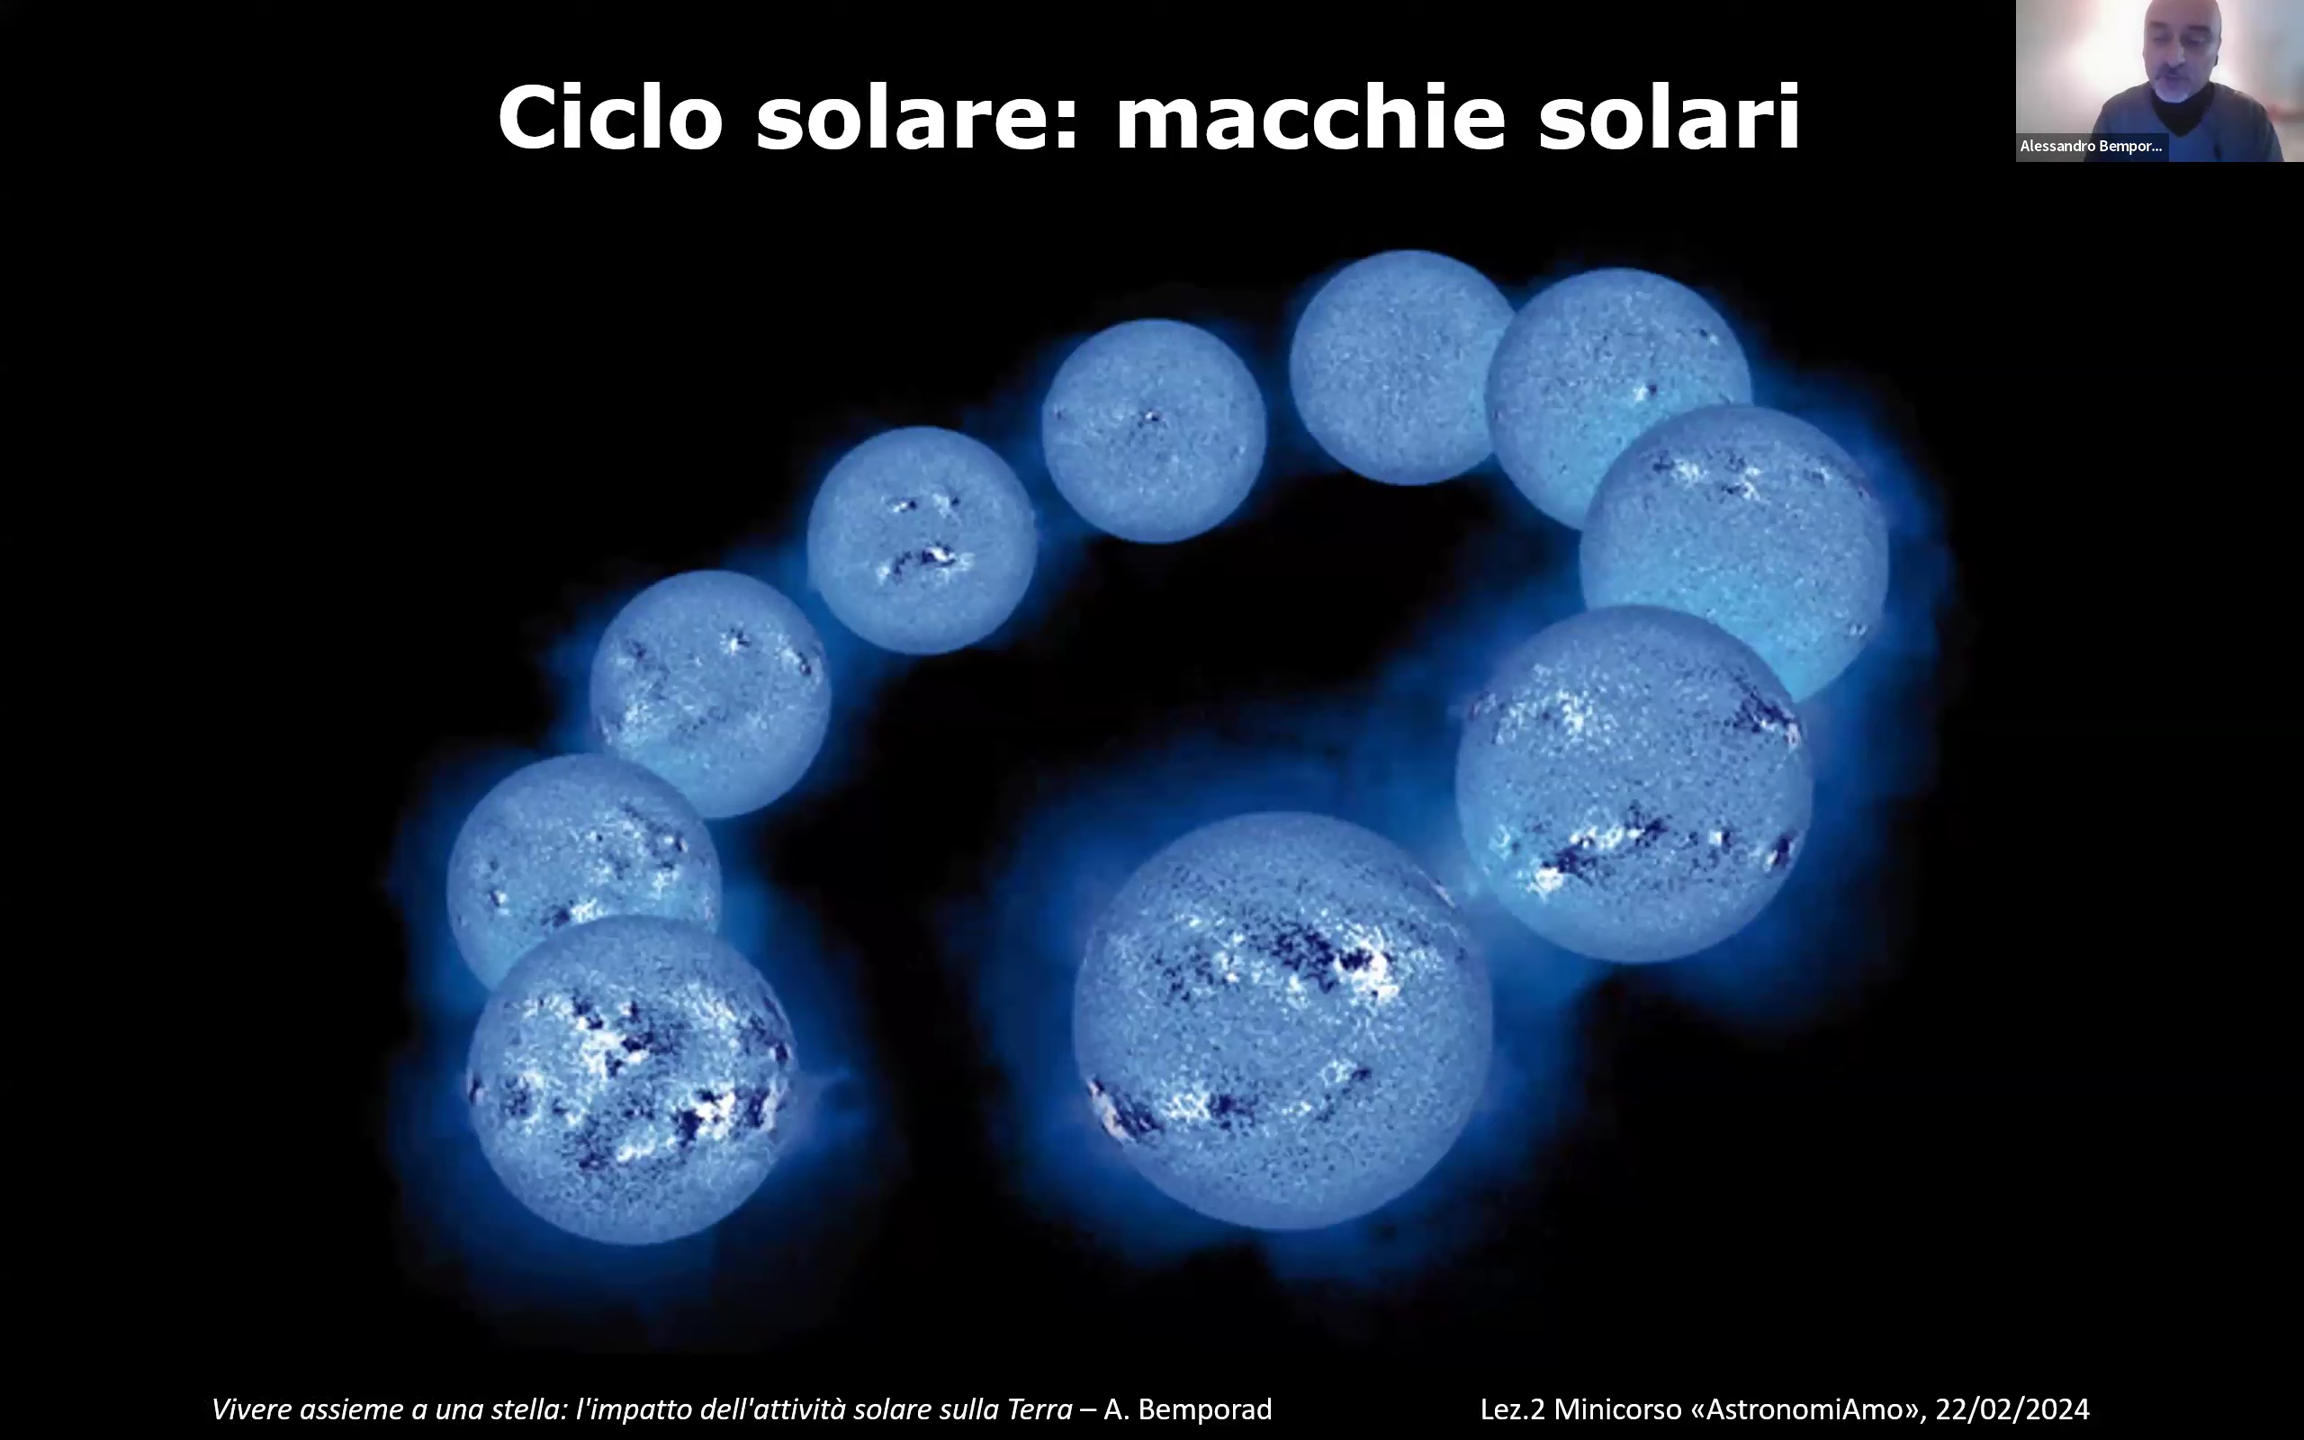 Ciclo solare: macchie solari
Alessandro Bempor...
Vivere assieme a una stella: l'impatto dell'attività solare sulla Terra – A. Bemporad
Lez.2 Minicorso «AstronomiAmo», 22/02/2024